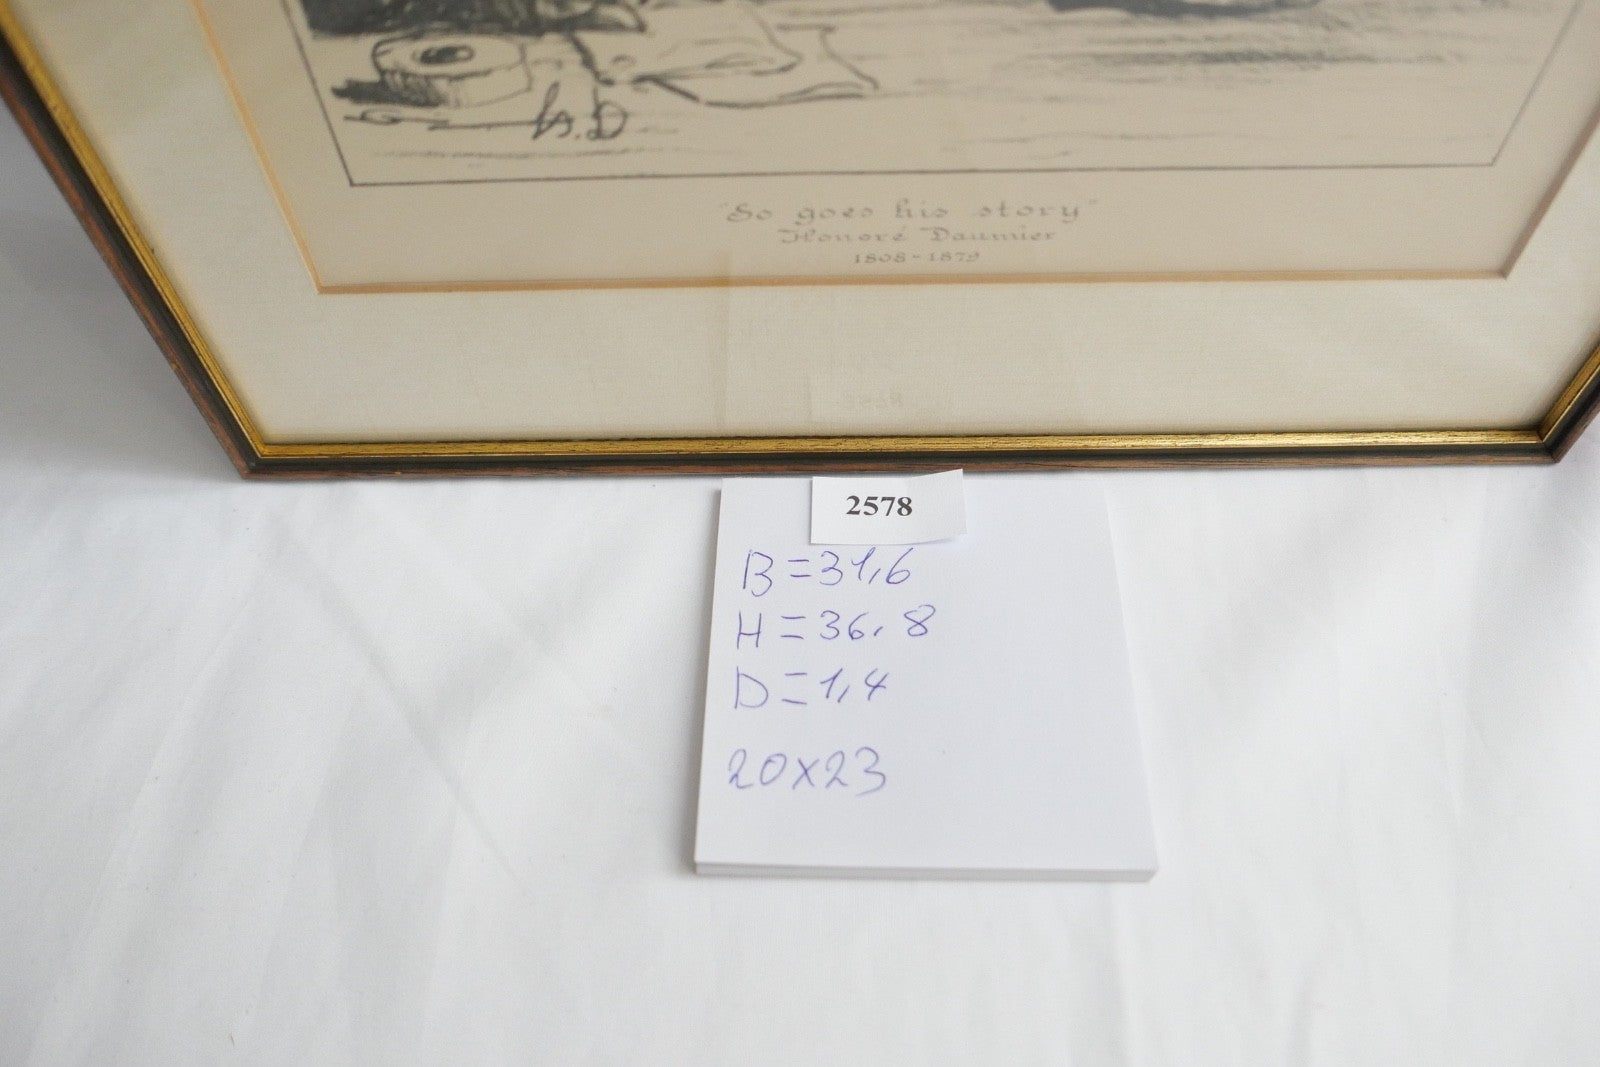 h.D
"So goes his story"
Honoré Daumier
1808-1879
2578
B=31,6
H=36,8
D=1,4
20x23